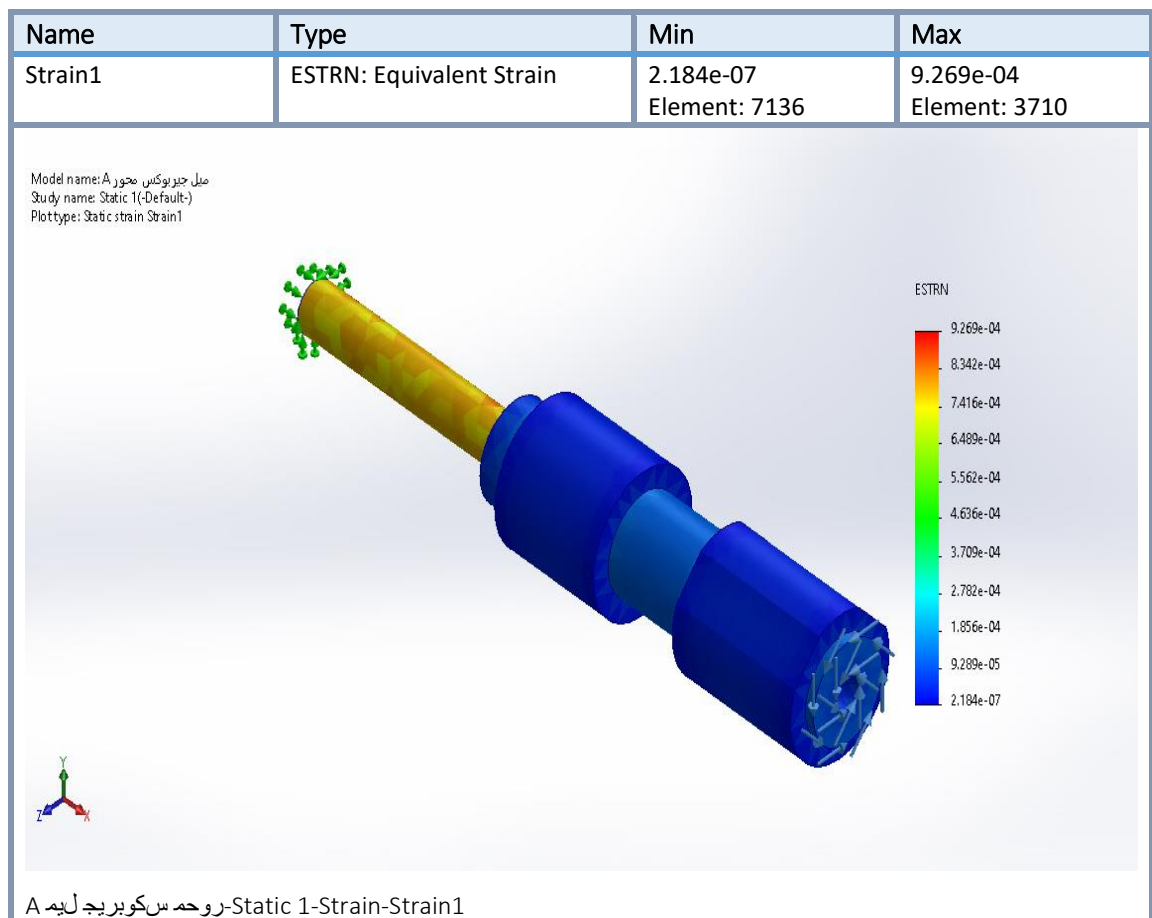 Name Type Min Max
Strain1 ESTRN: Equivalent Strain 2.184e-07 9.269e-04
Element: 7136 Element: 3710
Model name: میل جیربوکس محور A
Study name: Static 1(-Default-)
Plot type: Static strain Strain1
ESTRN
9.269e-04
8.342e-04
7.416e-04
6.489e-04
5.562e-04
4.636e-04
3.709e-04
2.782e-04
1.856e-04
9.289e-05
2.184e-07
Y
Z X
A روحم سکوبریج لیم-Static 1-Strain-Strain1